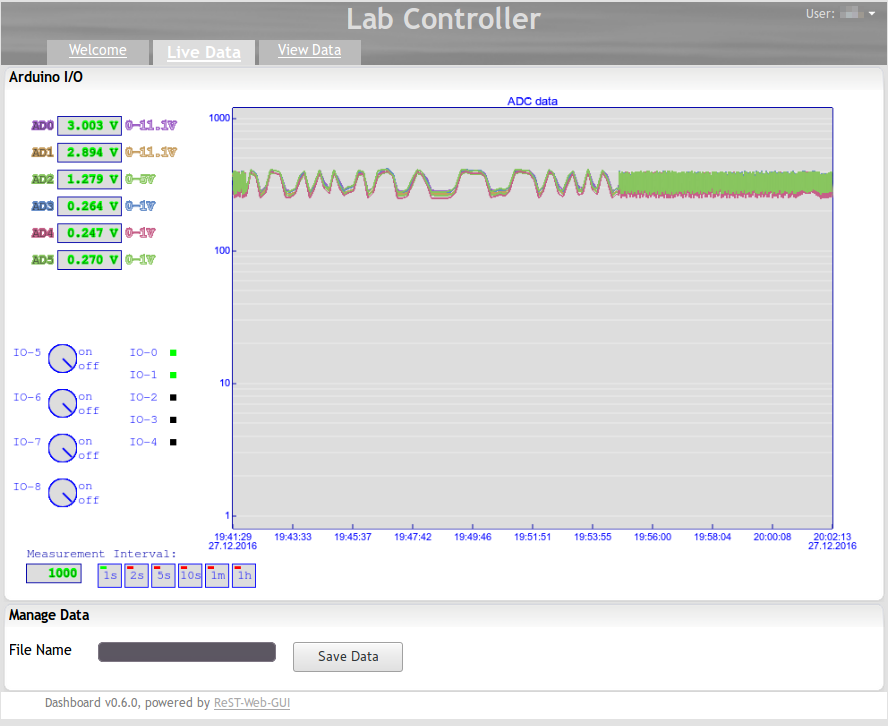 Lab Controller
User:
Welcome
Live Data
View Data
Arduino I/O
AD0 3.003 V 0-11.1V
AD1 2.894 V 0-11.1V
AD2 1.279 V 0-5V
AD3 0.264 V 0-1V
AD4 0.247 V 0-1V
AD5 0.270 V 0-1V
ADC data
1000
100
10
1
19:41:29
27.12.2016
19:43:33
19:45:37
19:47:42
19:49:46
19:51:51
19:53:55
19:56:00
19:58:04
20:00:08
20:02:13
27.12.2016
IO-5 on
off
IO-6 on
off
IO-7 on
off
IO-8 on
off
IO-0
IO-1
IO-2
IO-3
IO-4
Measurement Interval:
1000 1s 2s 5s 10s 1m 1h
Manage Data
File Name
Save Data
Dashboard v0.6.0, powered by ReST-Web-GUI